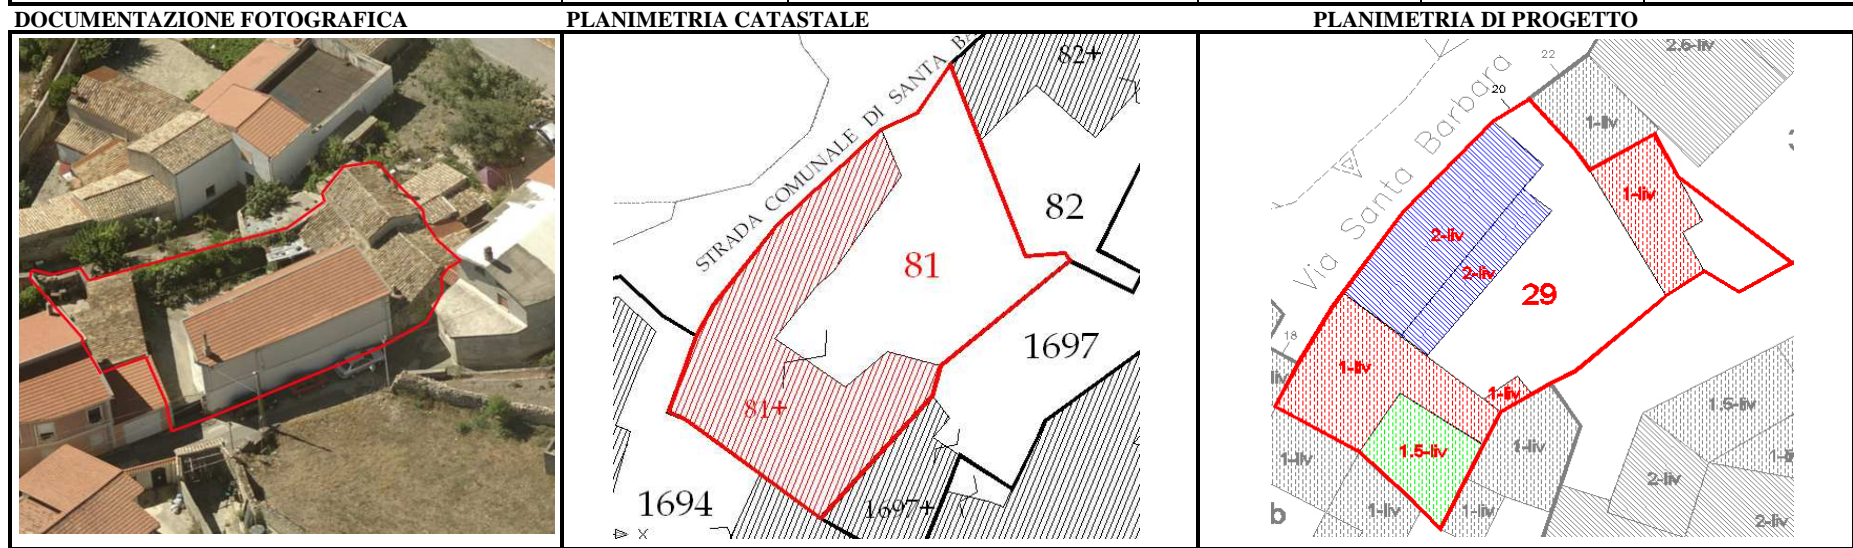 DOCUMENTAZIONE FOTOGRAFICA
PLANIMETRIA CATASTALE
PLANIMETRIA DI PROGETTO
STRADA COMUNALE DI SANTA BA
82+
82
81
1697
81+
1694
1697+
X
Via Santa Barbara
22
20
2.6-liv
1-liv
1-liv
2-liv
2-liv
29
18
1-liv
1-liv
1.5-liv
1.5-liv
1-liv
1-liv
2-liv
1-liv
1-liv
2-liv
b